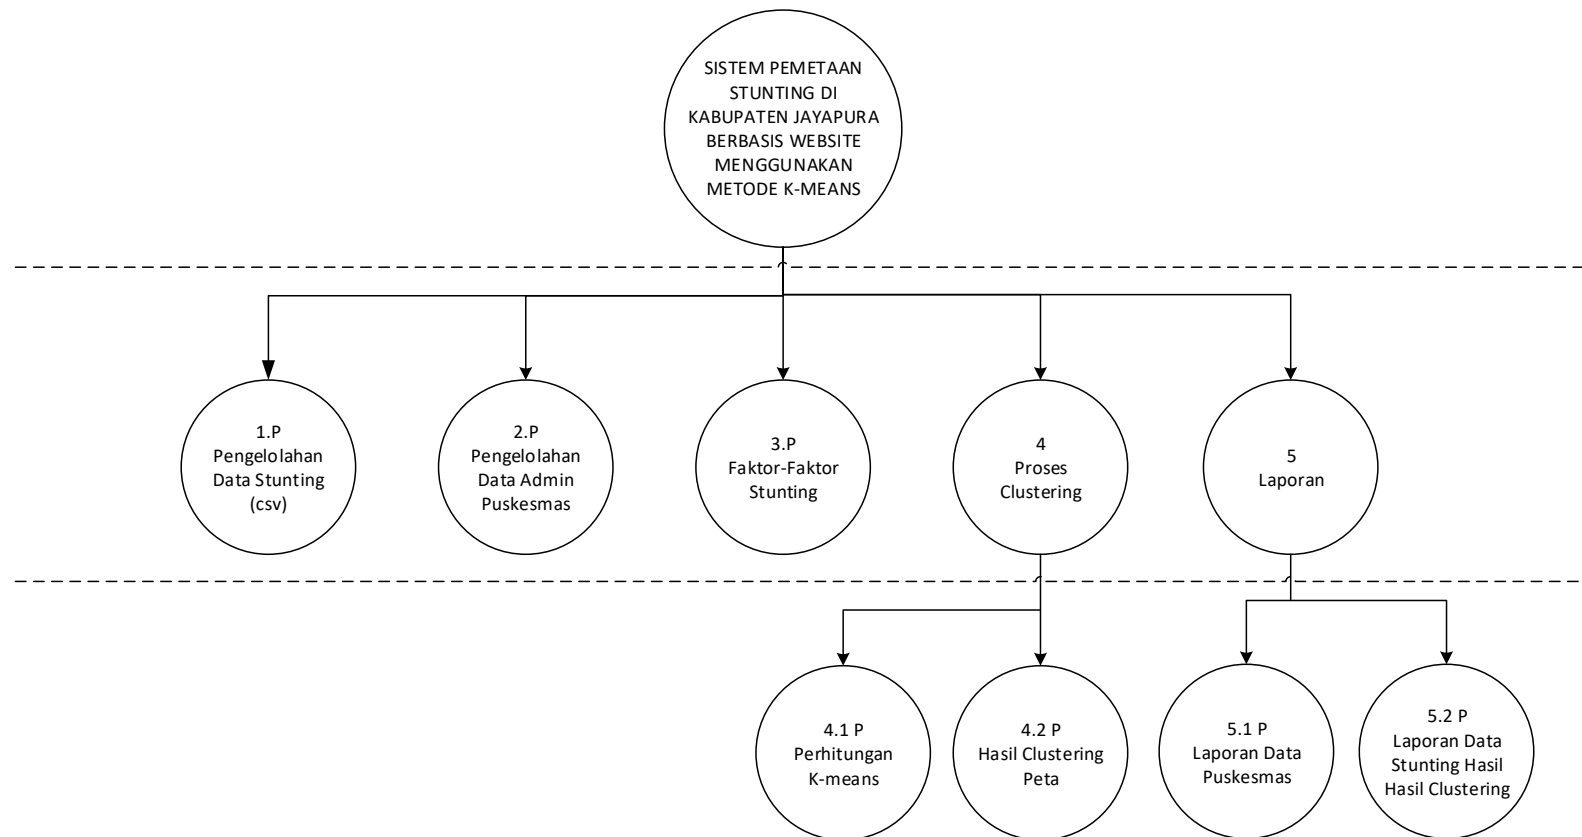 SISTEM PEMETAAN
STUNTING DI
KABUPATEN JAYAPURA
BERBASIS WEBSITE
MENGGUNAKAN
METODE K-MEANS
1.P
Pengelolahan
Data Stunting
(csv)
2.P
Pengelolahan
Data Admin
Puskesmas
3.P
Faktor-Faktor
Stunting
4
Proses
Clustering
5
Laporan
4.1 P
Perhitungan
K-means
4.2 P
Hasil Clustering
Peta
5.1 P
Laporan Data
Puskesmas
5.2 P
Laporan Data
Stunting Hasil
Hasil Clustering